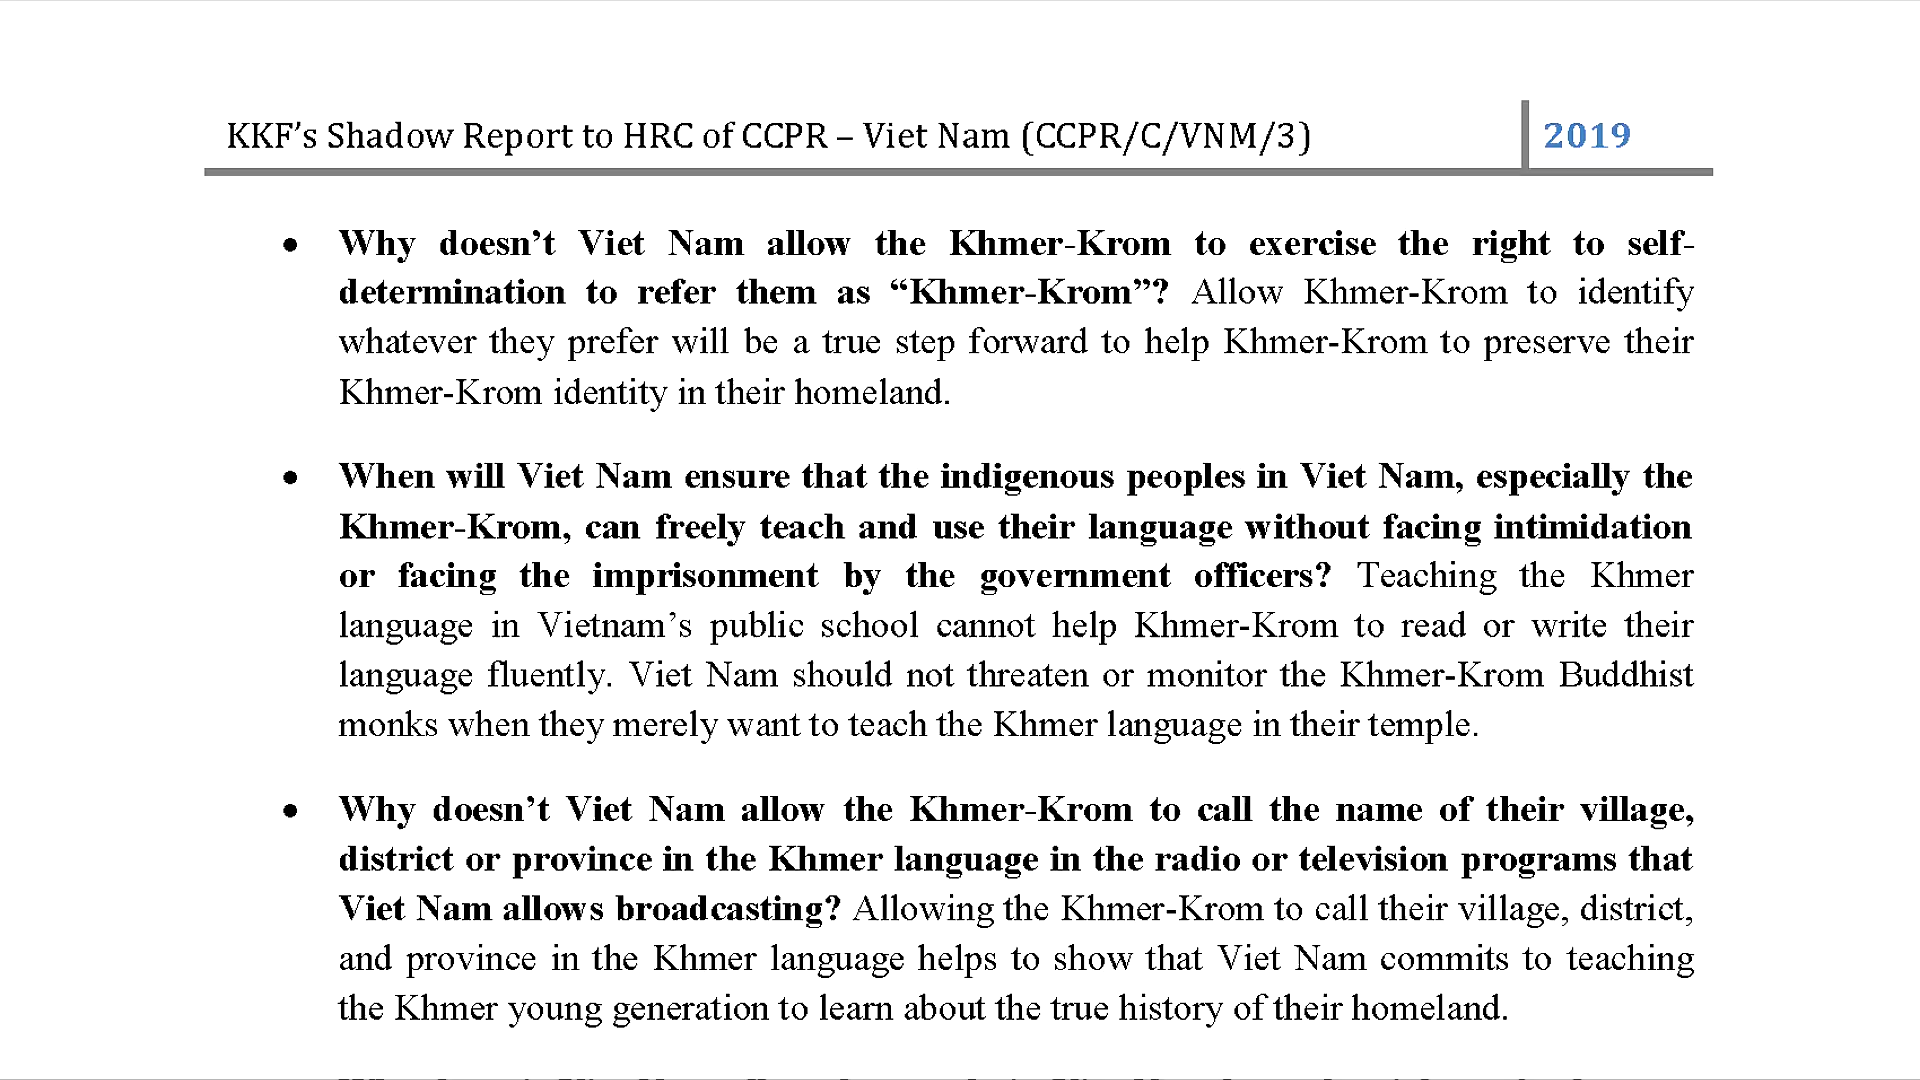 KKF’s Shadow Report to HRC of CCPR – Viet Nam (CCPR/C/VNM/3) 2019
• Why doesn’t Viet Nam allow the Khmer-Krom to exercise the right to self-
determination to refer them as “Khmer-Krom”? Allow Khmer-Krom to identify
whatever they prefer will be a true step forward to help Khmer-Krom to preserve their
Khmer-Krom identity in their homeland.
• When will Viet Nam ensure that the indigenous peoples in Viet Nam, especially the
Khmer-Krom, can freely teach and use their language without facing intimidation
or facing the imprisonment by the government officers? Teaching the Khmer
language in Vietnam’s public school cannot help Khmer-Krom to read or write their
language fluently. Viet Nam should not threaten or monitor the Khmer-Krom Buddhist
monks when they merely want to teach the Khmer language in their temple.
• Why doesn’t Viet Nam allow the Khmer-Krom to call the name of their village,
district or province in the Khmer language in the radio or television programs that
Viet Nam allows broadcasting? Allowing the Khmer-Krom to call their village, district,
and province in the Khmer language helps to show that Viet Nam commits to teaching
the Khmer young generation to learn about the true history of their homeland.